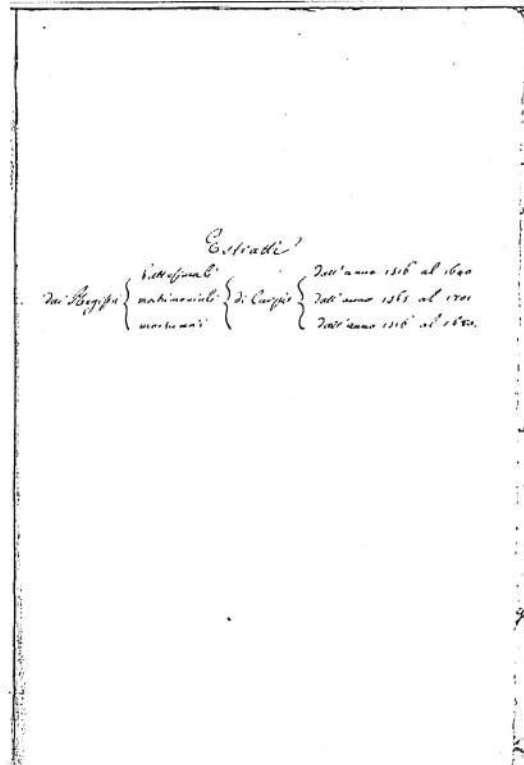 Estratti
battesimali dall'anno 1516 al 1640
dai Registri { matrimoniali { di Carpi { dall'anno 1565 al 1701
mortuari dall'anno 1516 al 1680.